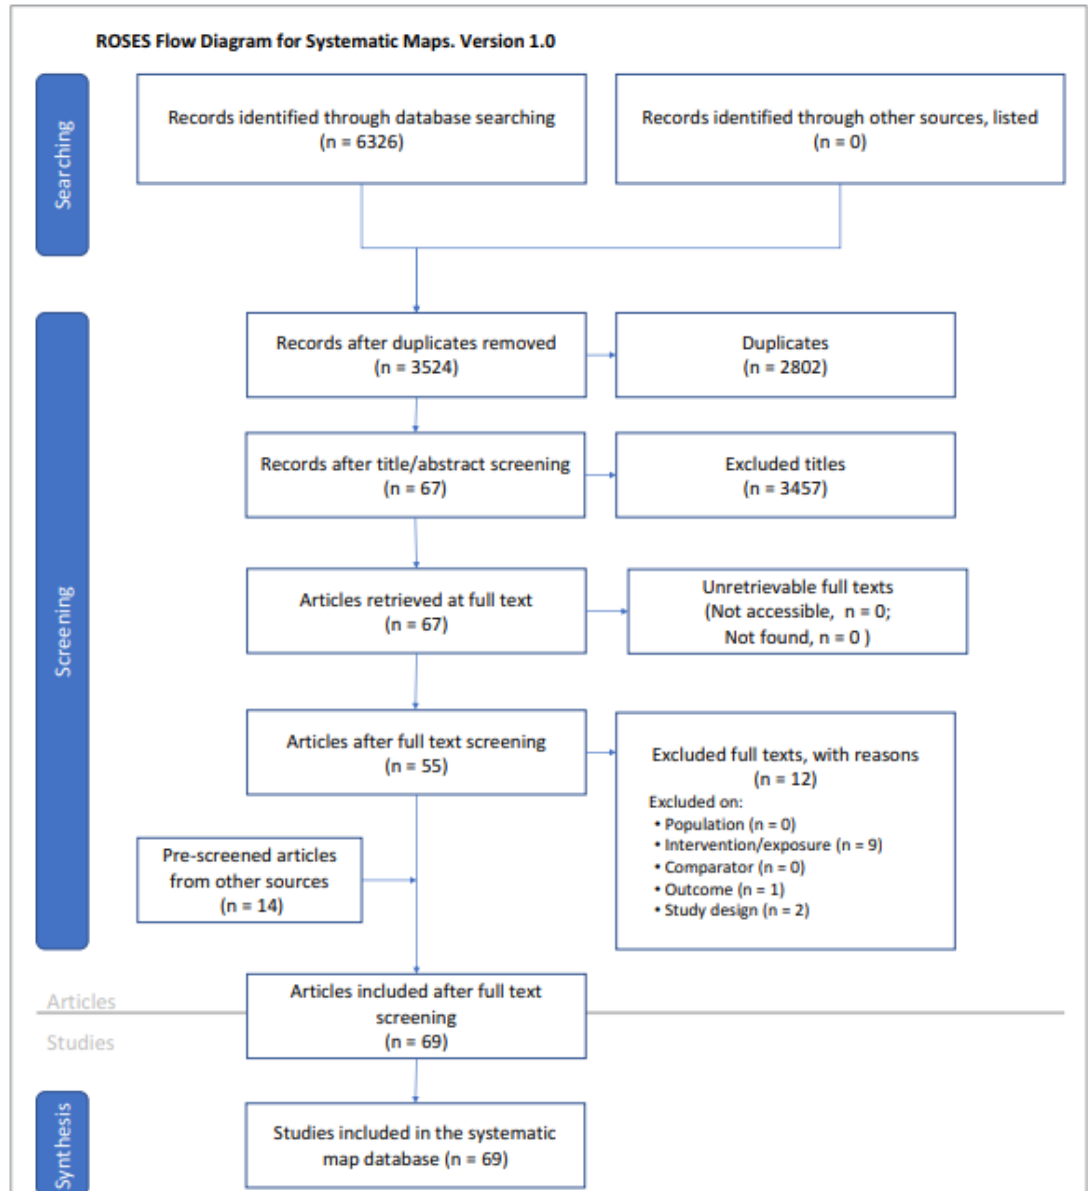 ROSES Flow Diagram for Systematic Maps. Version 1.0
Searching
Records identified through database searching
(n = 6326)
Records identified through other sources, listed
(n = 0)
Screening
Records after duplicates removed
(n = 3524)
Duplicates
(n = 2802)
Records after title/abstract screening
(n = 67)
Excluded titles
(n = 3457)
Articles retrieved at full text
(n = 67)
Unretrievable full texts
(Not accessible, n = 0;
Not found, n = 0 )
Articles after full text screening
(n = 55)
Excluded full texts, with reasons
(n = 12)
Excluded on:
• Population (n = 0)
• Intervention/exposure (n = 9)
• Comparator (n = 0)
• Outcome (n = 1)
• Study design (n = 2)
Pre-screened articles
from other sources
(n = 14)
Articles
Articles included after full text
screening
(n = 69)
Studies
Synthesis
Studies included in the systematic
map database (n = 69)